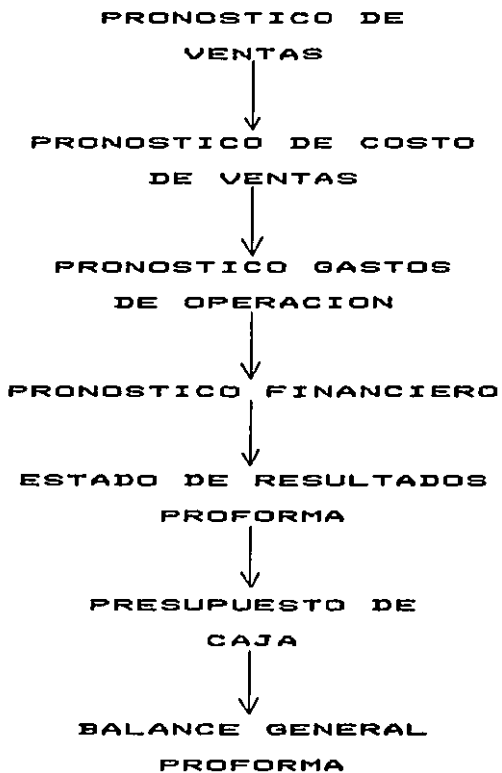 PRONOSTICO DE
VENTAS
PRONOSTICO DE COSTO
DE VENTAS
PRONOSTICO GASTOS
DE OPERACION
PRONOSTICO FINANCIERO
ESTADO DE RESULTADOS
PROFORMA
PRESUPUESTO DE
CAJA
BALANCE GENERAL
PROFORMA